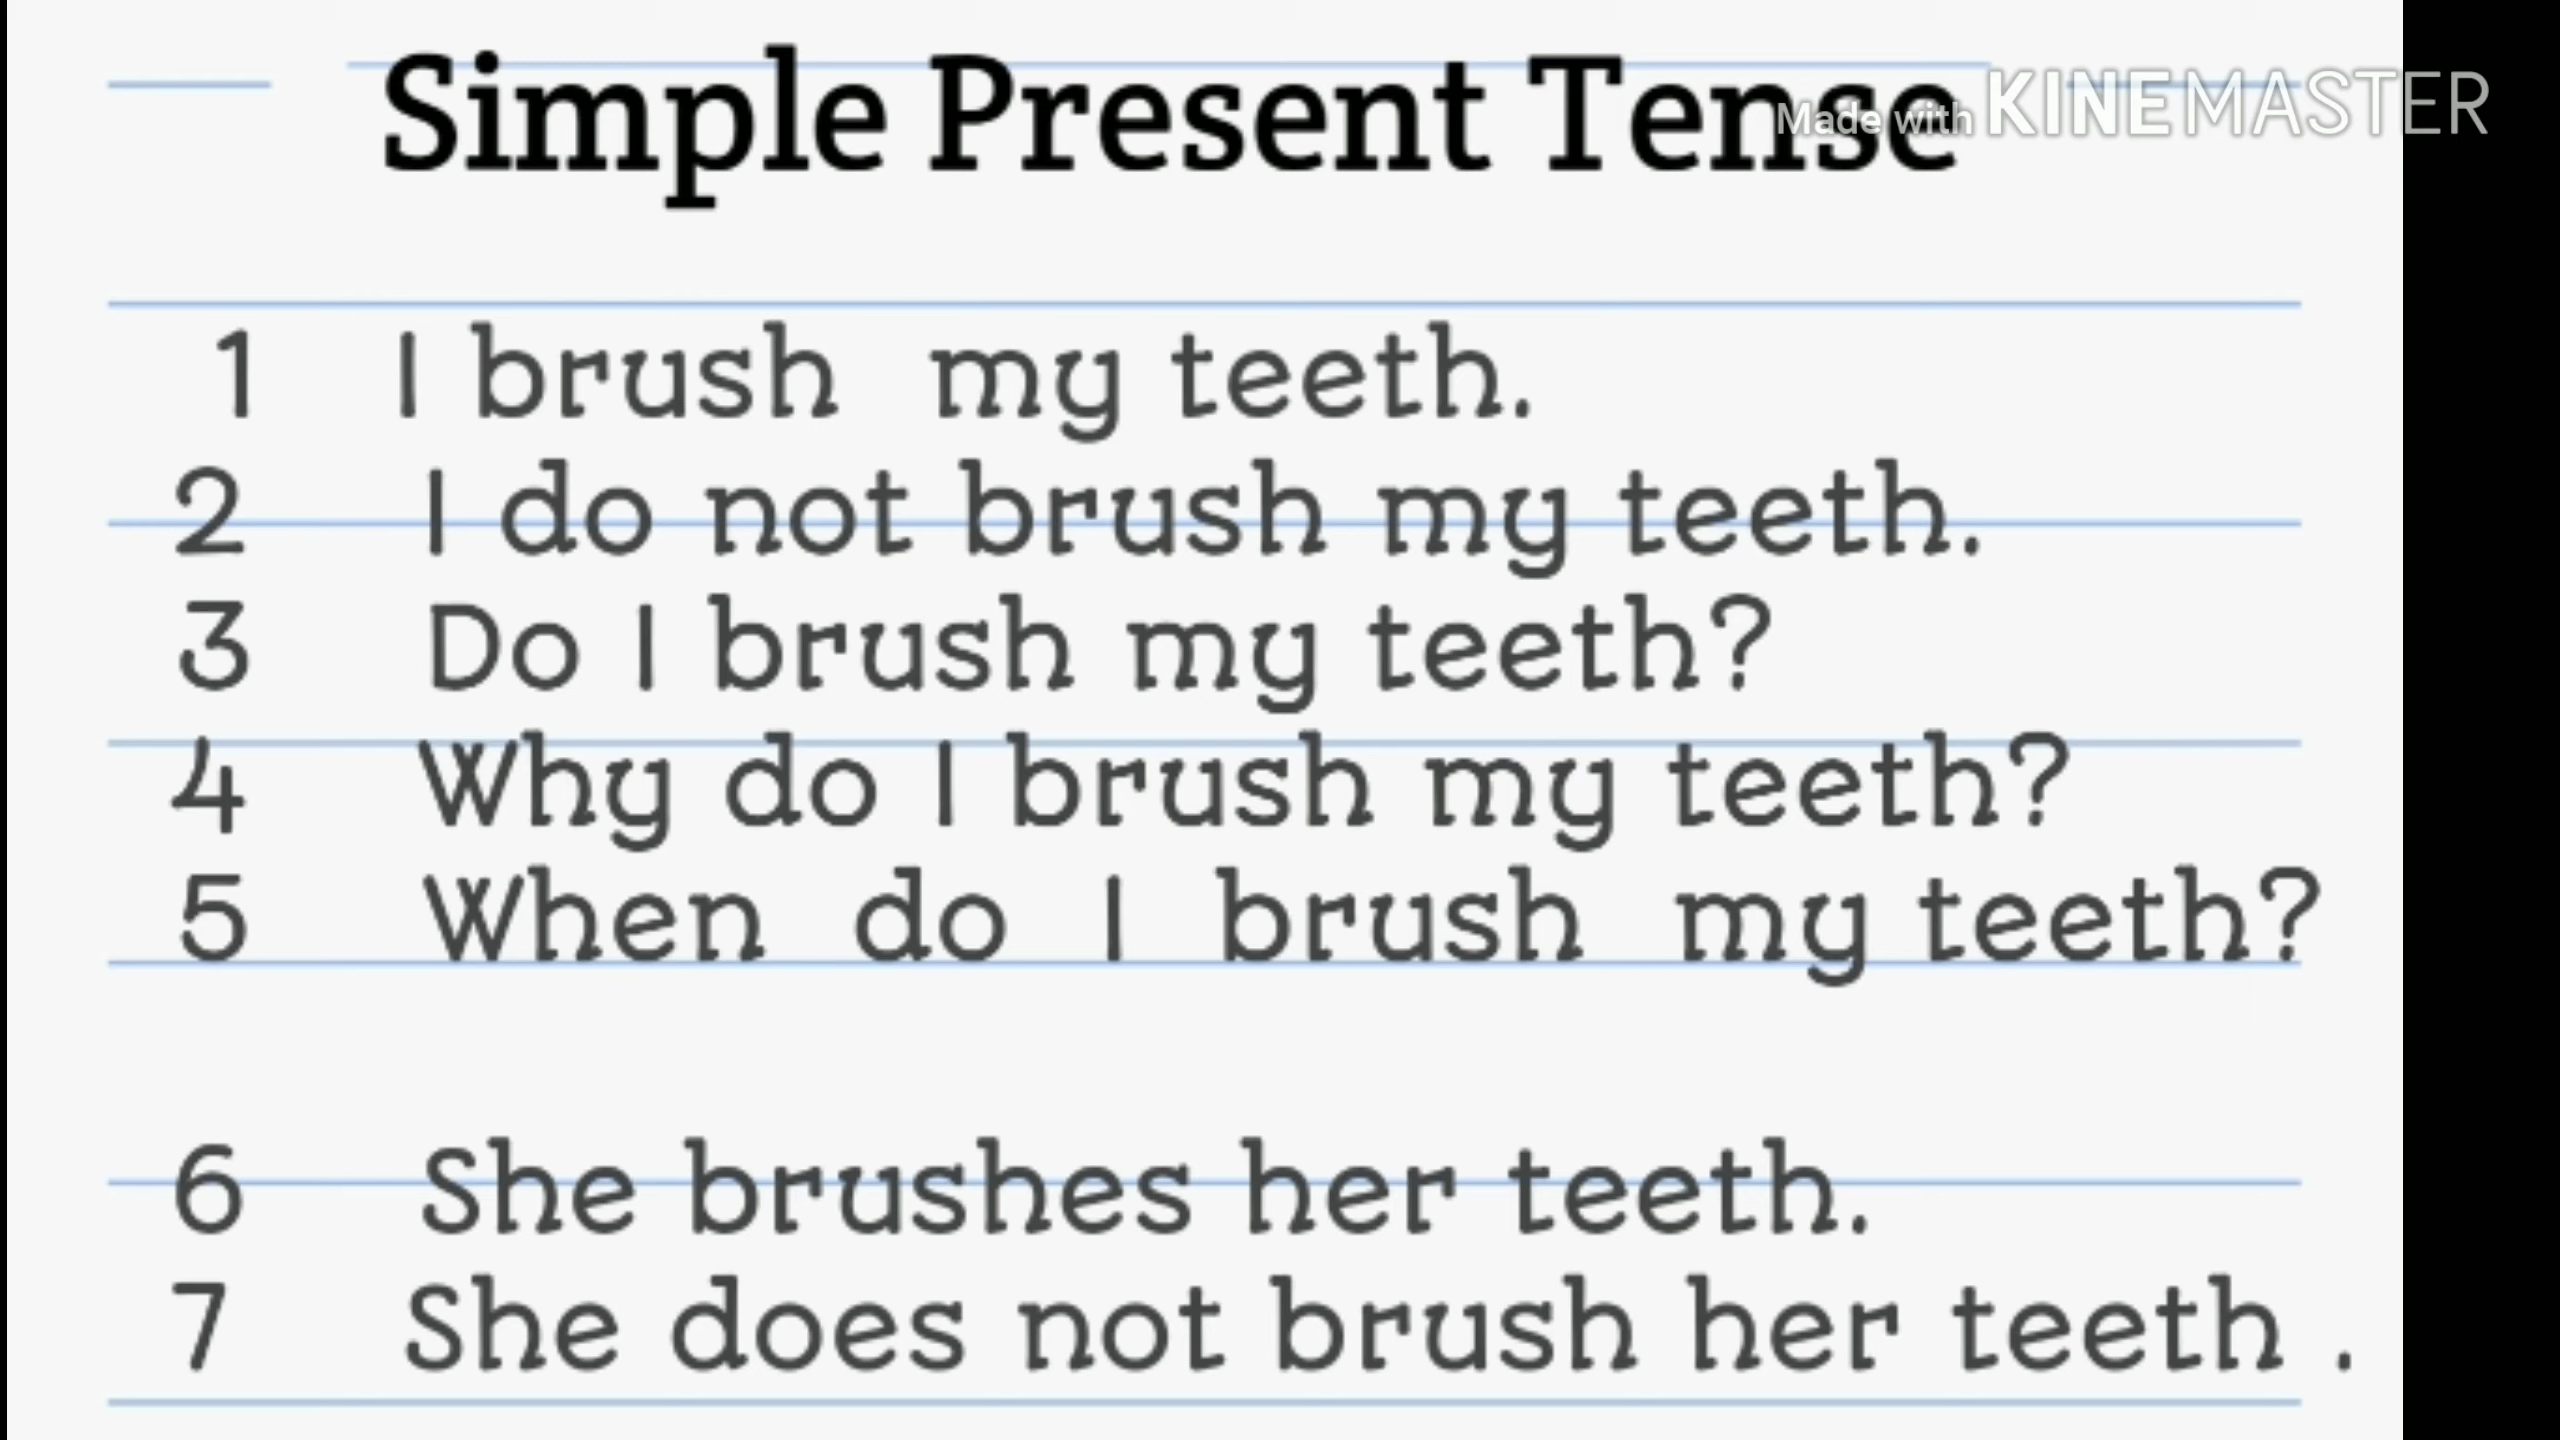 Simple Present Tense
Made with KINEMASTER
1 I brush my teeth.
2 I do not brush my teeth.
3 Do I brush my teeth?
4 Why do I brush my teeth?
5 When do I brush my teeth?
6 She brushes her teeth.
7 She does not brush her teeth .